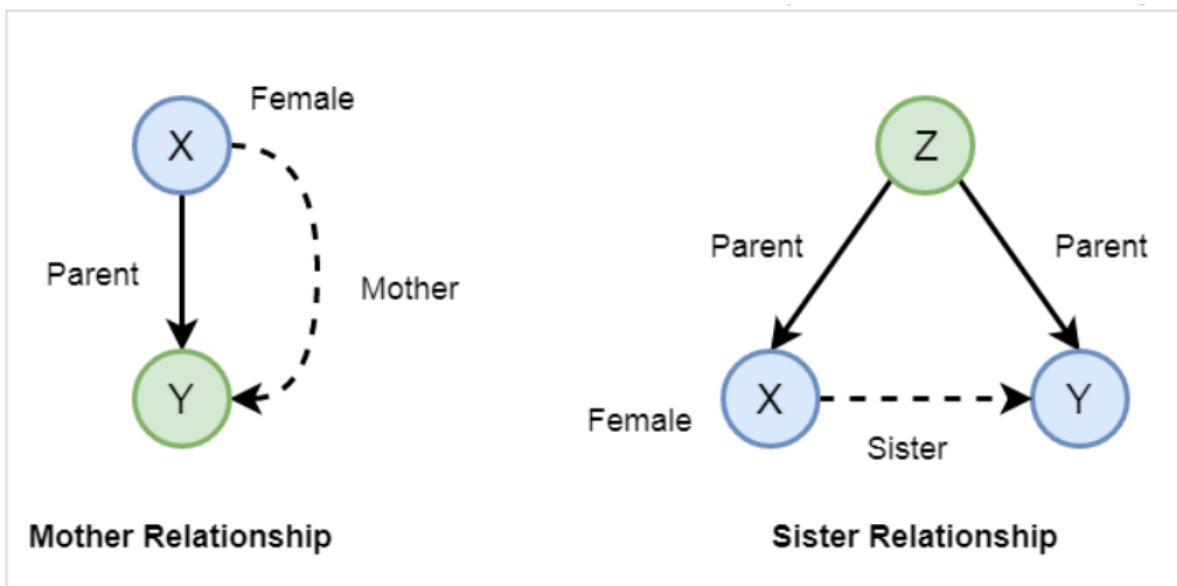 Female
X
Parent
Mother
Y
Mother Relationship
Z
Parent
Parent
X
Y
Female
Sister
Sister Relationship